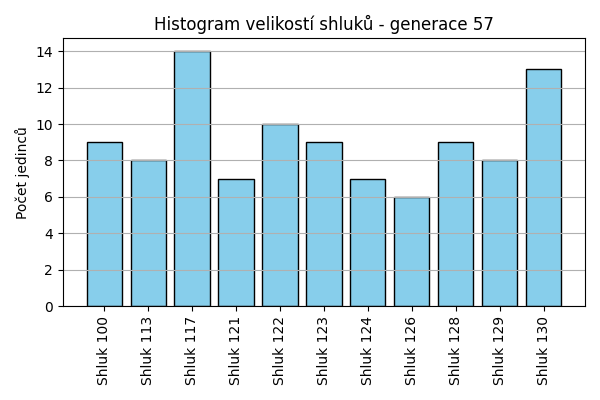 Histogram velikostí shluků - generace 57
Počet jedinců
14
12
10
8
6
4
2
0
Shluk 100
Shluk 113
Shluk 117
Shluk 121
Shluk 122
Shluk 123
Shluk 124
Shluk 126
Shluk 128
Shluk 129
Shluk 130